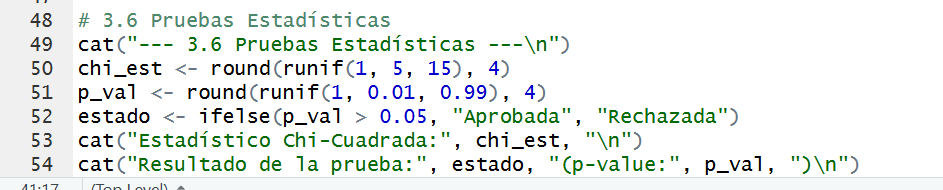 48 # 3.6 Pruebas Estadísticas
49 cat("--- 3.6 Pruebas Estadísticas ---\n")
50 chi_est <- round(runif(1, 5, 15), 4)
51 p_val <- round(runif(1, 0.01, 0.99), 4)
52 estado <- ifelse(p_val > 0.05, "Aprobada", "Rechazada")
53 cat("Estadístico Chi-Cuadrada:", chi_est, "\n")
54 cat("Resultado de la prueba:", estado, "(p-value:", p_val, ")\n")
41:17 (Top Level)